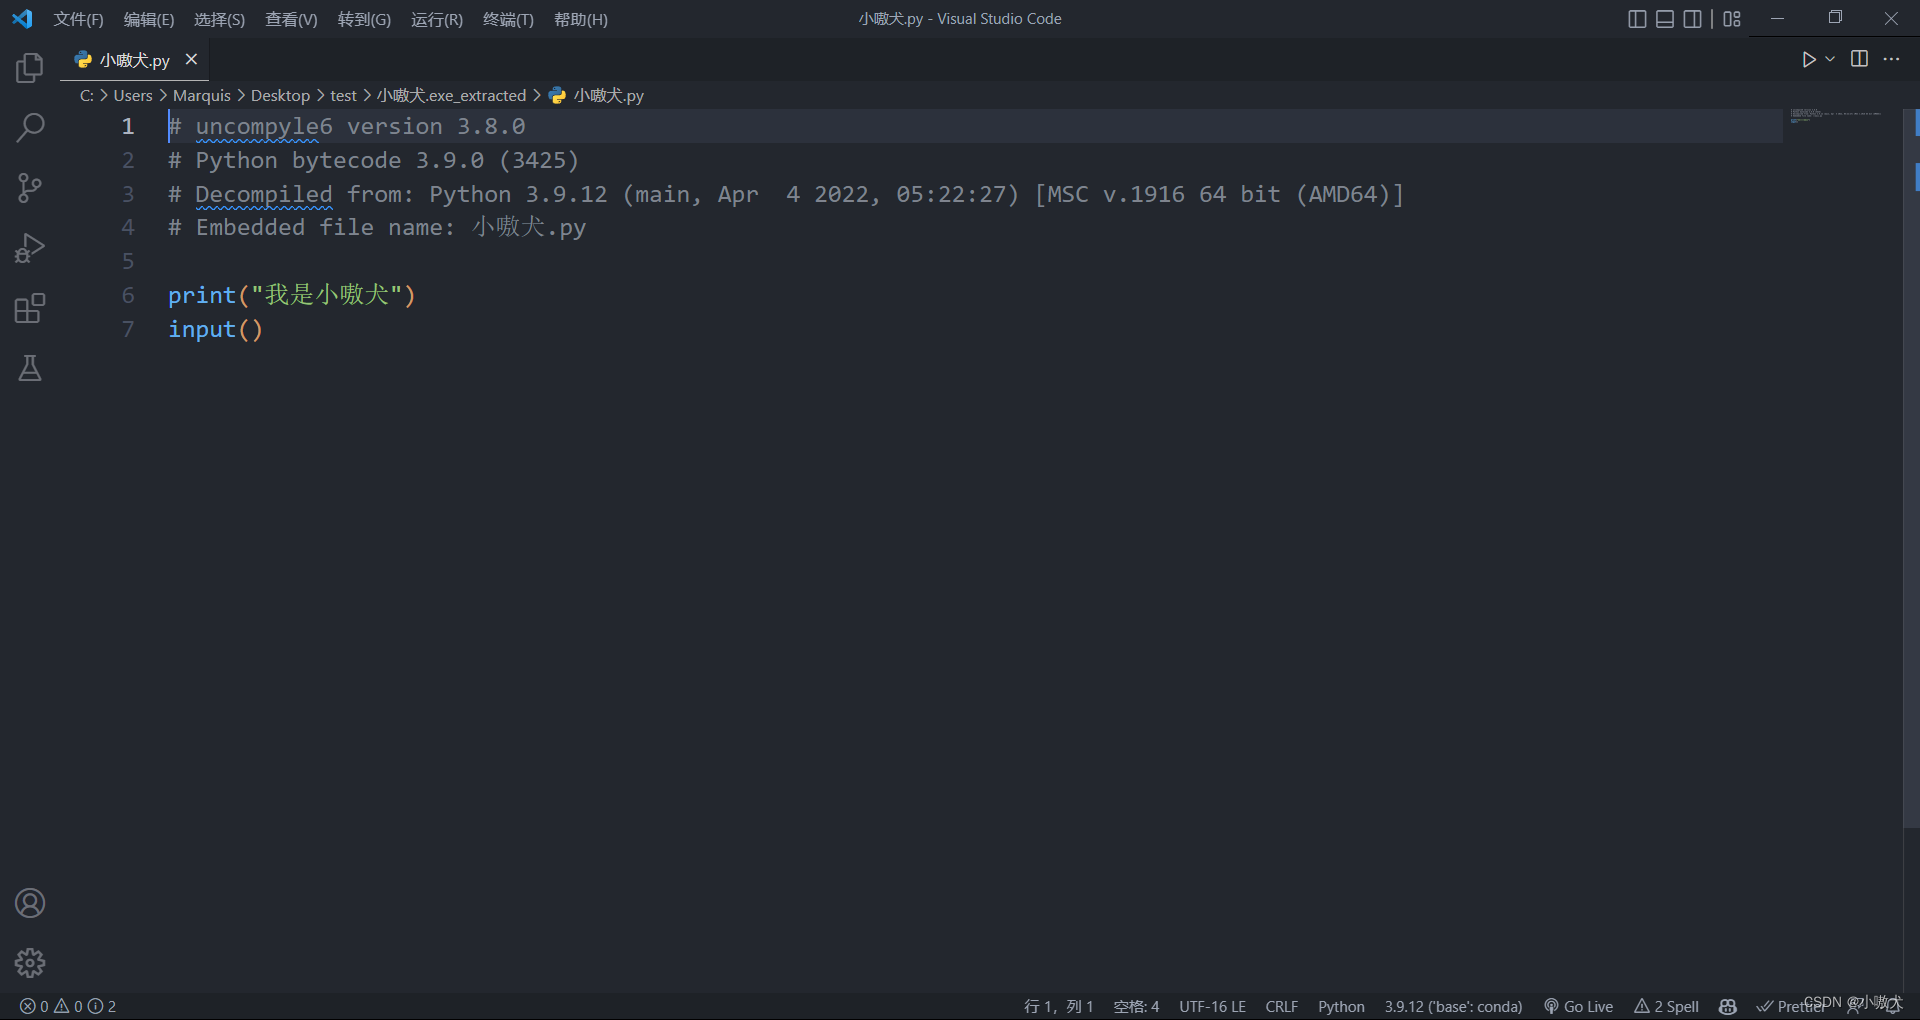 文件(F) 编辑(E) 选择(S) 查看(V) 转到(G) 运行(R) 终端(T) 帮助(H) 小嗷犬.py - Visual Studio Code
小嗷犬.py
C: > Users > Marquis > Desktop > test > 小嗷犬.exe_extracted > 小嗷犬.py
1 # uncompyle6 version 3.8.0
2 # Python bytecode 3.9.0 (3425)
3 # Decompiled from: Python 3.9.12 (main, Apr  4 2022, 05:22:27) [MSC v.1916 64 bit (AMD64)]
4 # Embedded file name: 小嗷犬.py
5
6 print("我是小嗷犬")
7 input()
0 0 2 行 1，列 1 空格: 4 UTF-16 LE CRLF Python 3.9.12 ('base': conda) Go Live 2 Spell Prettier
CSDN @小嗷犬